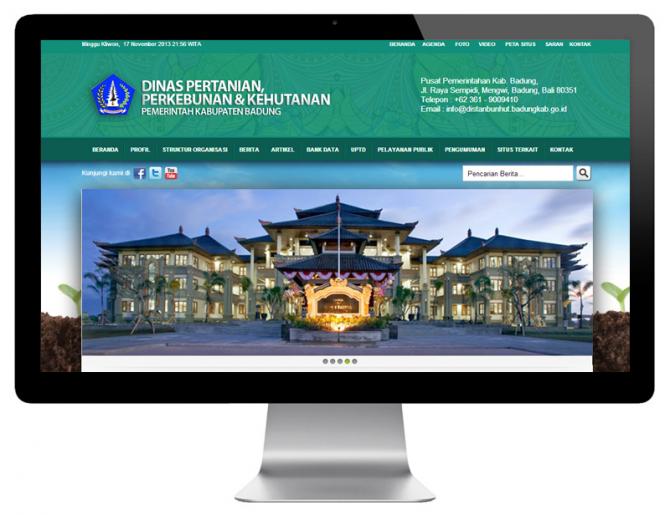 Minggu Kliwon, 17 November 2013 21:56 WITA
BERANDA AGENDA FOTO VIDEO PETA SITUS SARAN KONTAK
DINAS PERTANIAN,
PERKEBUNAN & KEHUTANAN
PEMERINTAH KABUPATEN BADUNG
Pusat Pemerintahan Kab. Badung,
Jl. Raya Sempidi, Mengwi, Badung, Bali 80351
Telepon : +62 361 - 9009410
Email : info@distanbunhut.badungkab.go.id
BERANDA PROFIL STRUKTUR ORGANISASI BERITA ARTIKEL BANK DATA UPTD PELAYANAN PUBLIK PENGUMUMAN SITUS TERKAIT KONTAK
Kunjungi kami di
You Tube
Pencarian Berita...